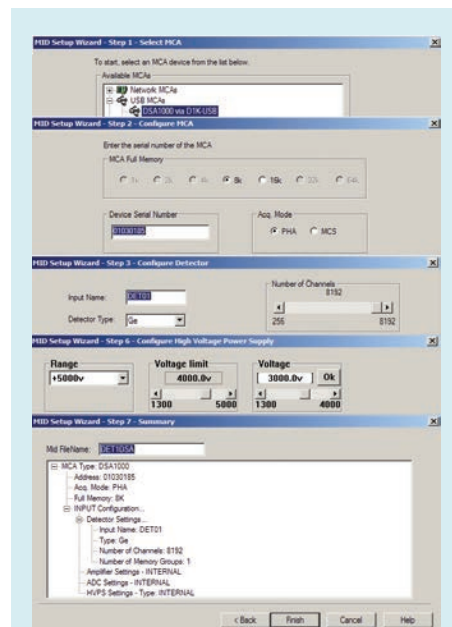 MID Setup Wizard - Step 1 - Select MCA
To start, select an MCA device from the list below.
Available MCAs
Network MCAs
USB MCAs
DSA1000 via D1K-USB
MID Setup Wizard - Step 2 - Configure MCA
Enter the serial number of the MCA
MCA Full Memory
1k 2k 4k 8k 16k 32k 64k
Device Serial Number Acq. Mode
01030185 PHA MCS
MID Setup Wizard - Step 3 - Configure Detector
Number of Channels
8192
Input Name: DET01
Detector Type: Ge
256 8192
MID Setup Wizard - Step 6 - Configure High Voltage Power Supply
Range Voltage limit Voltage
+5000v 4000.0v 3000.0v Ok
1300 5000 1300 4000
MID Setup Wizard - Step 7 - Summary
Mid FileName: DET1DSA
MCA Type: DSA1000
Address: 01030185
Acq. Mode: PHA
Full Memory: 8K
INPUT Configuration...
Detector Settings...
Input Name: DET01
Type: Ge
Number of Channels: 8192
Number of Memory Groups: 1
Amplifier Settings - INTERNAL
ADC Settings - INTERNAL
HVPS Settings - Type: INTERNAL
< Back Finish Cancel Help